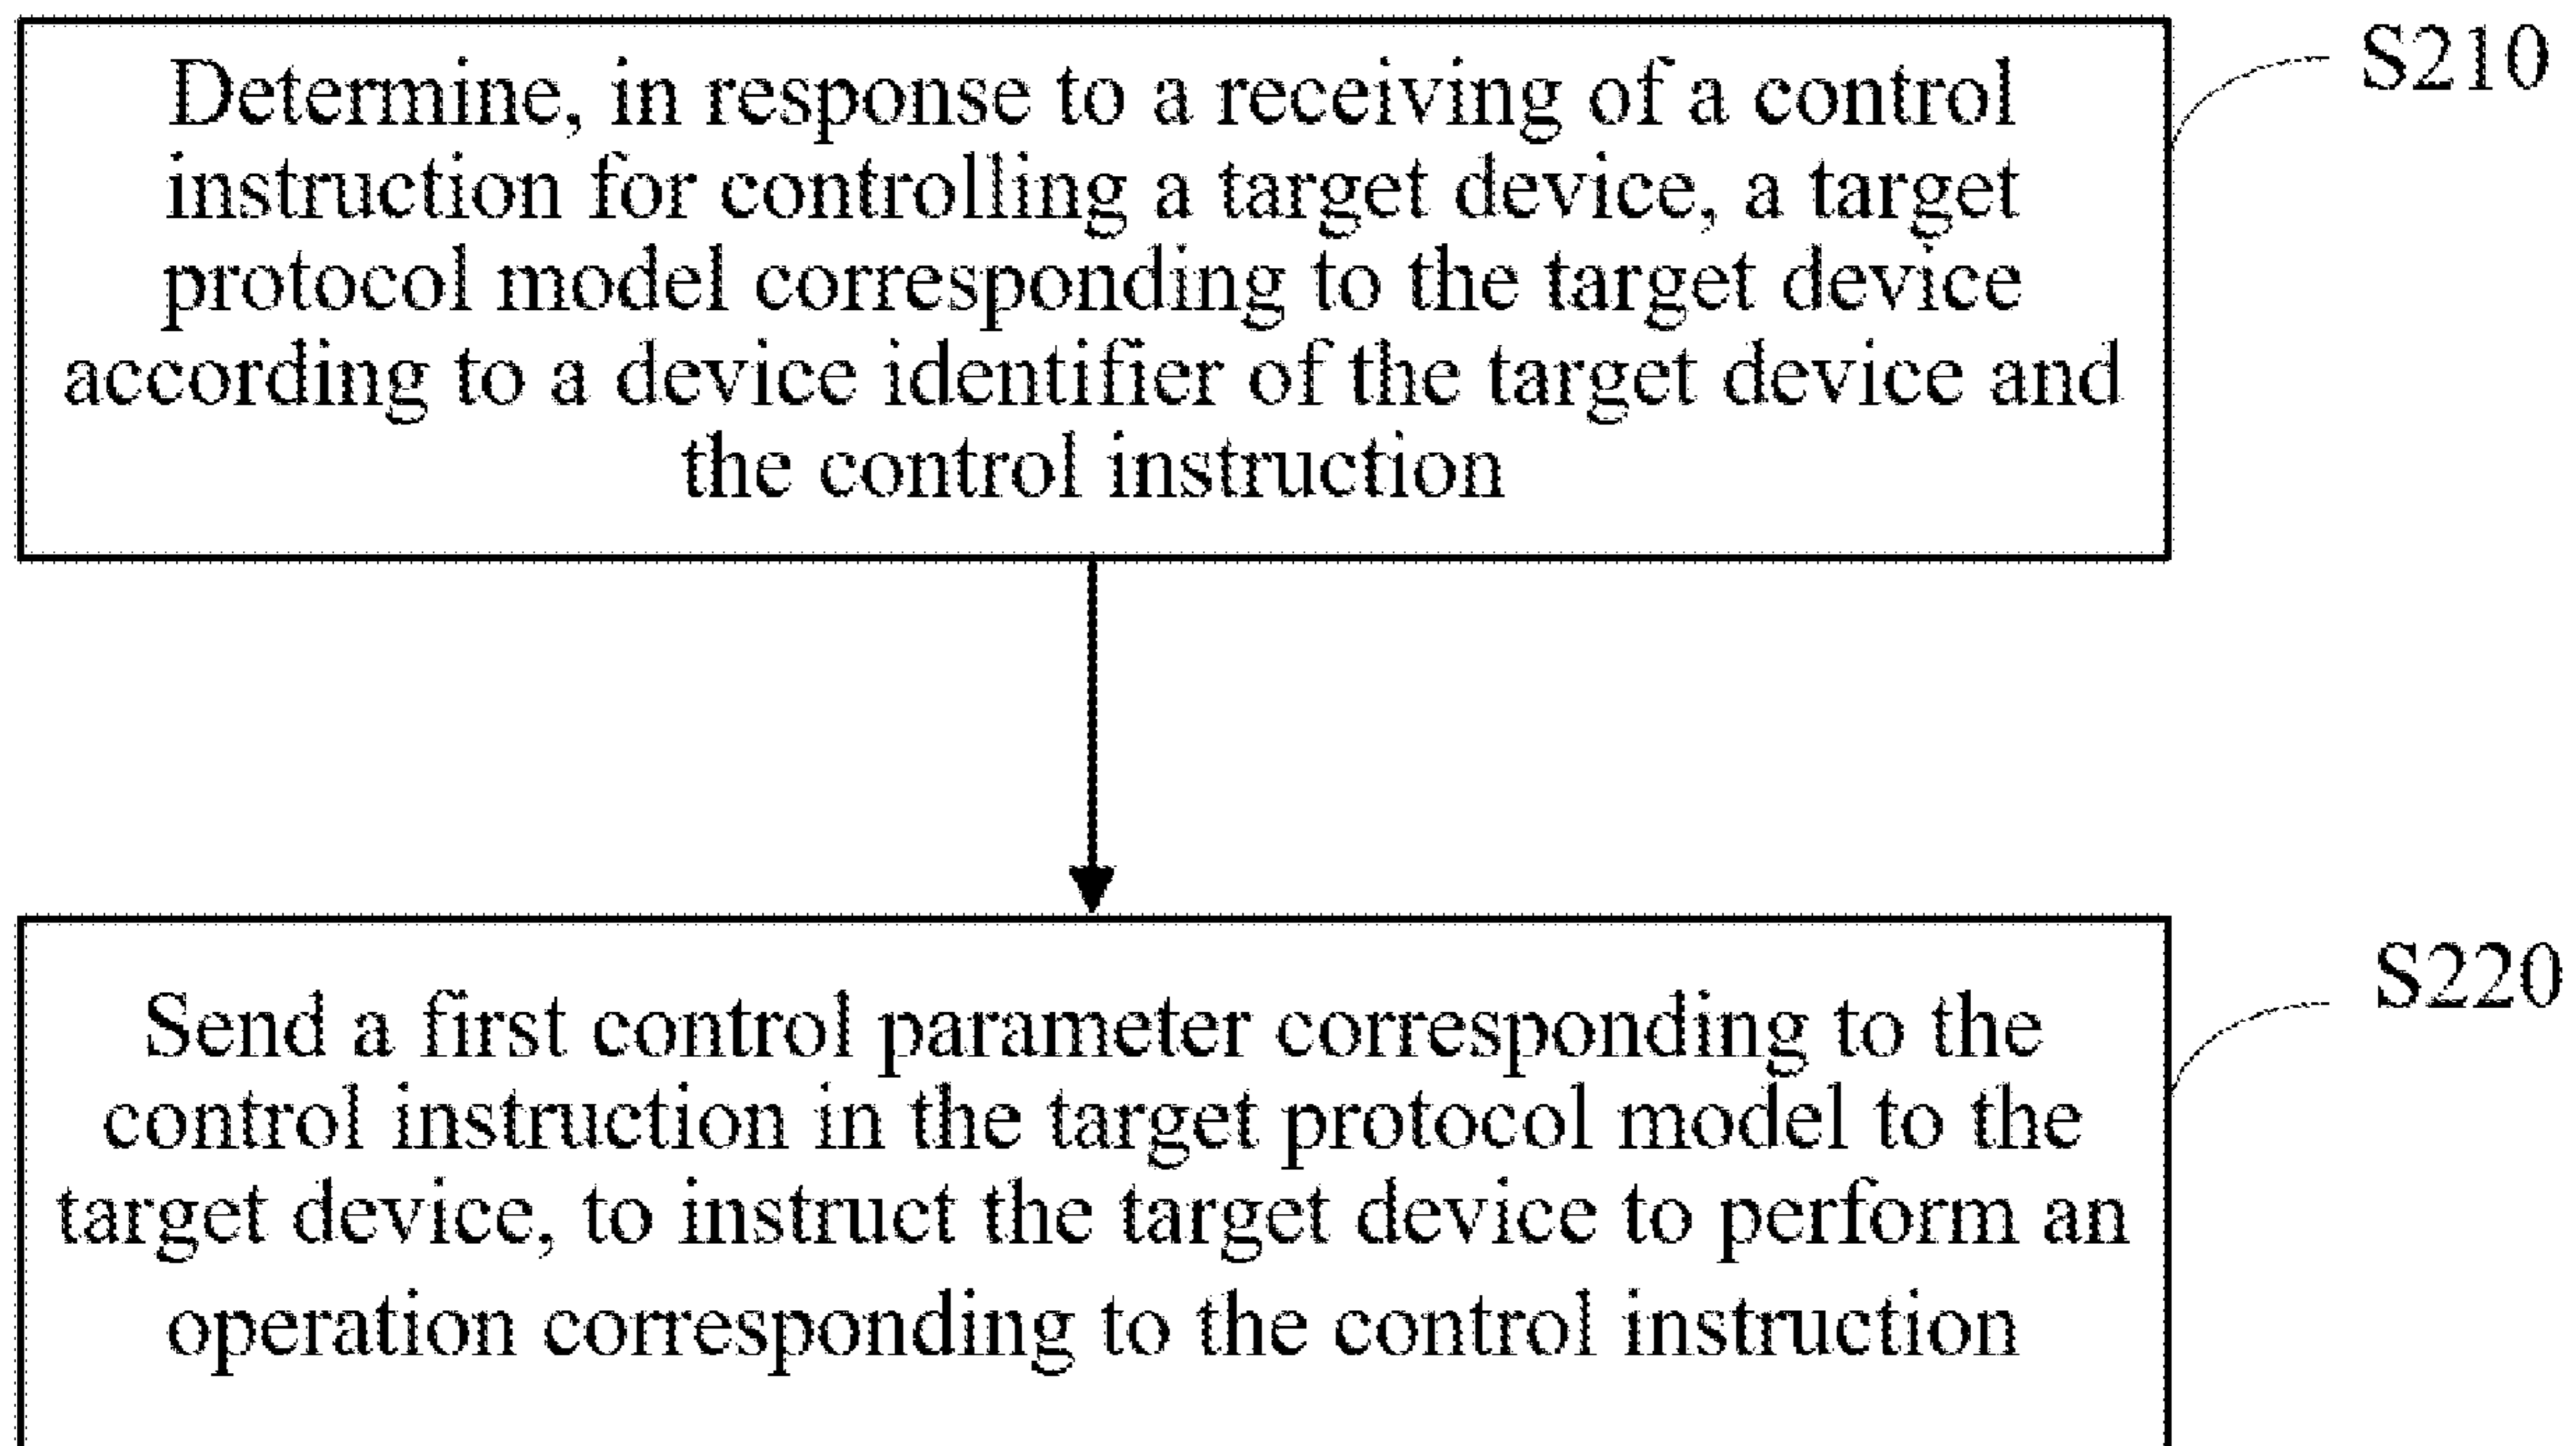 Determine, in response to a receiving of a control
instruction for controlling a target device, a target
protocol model corresponding to the target device
according to a device identifier of the target device and
the control instruction
S210
Send a first control parameter corresponding to the
control instruction in the target protocol model to the
target device, to instruct the target device to perform an
operation corresponding to the control instruction
S220